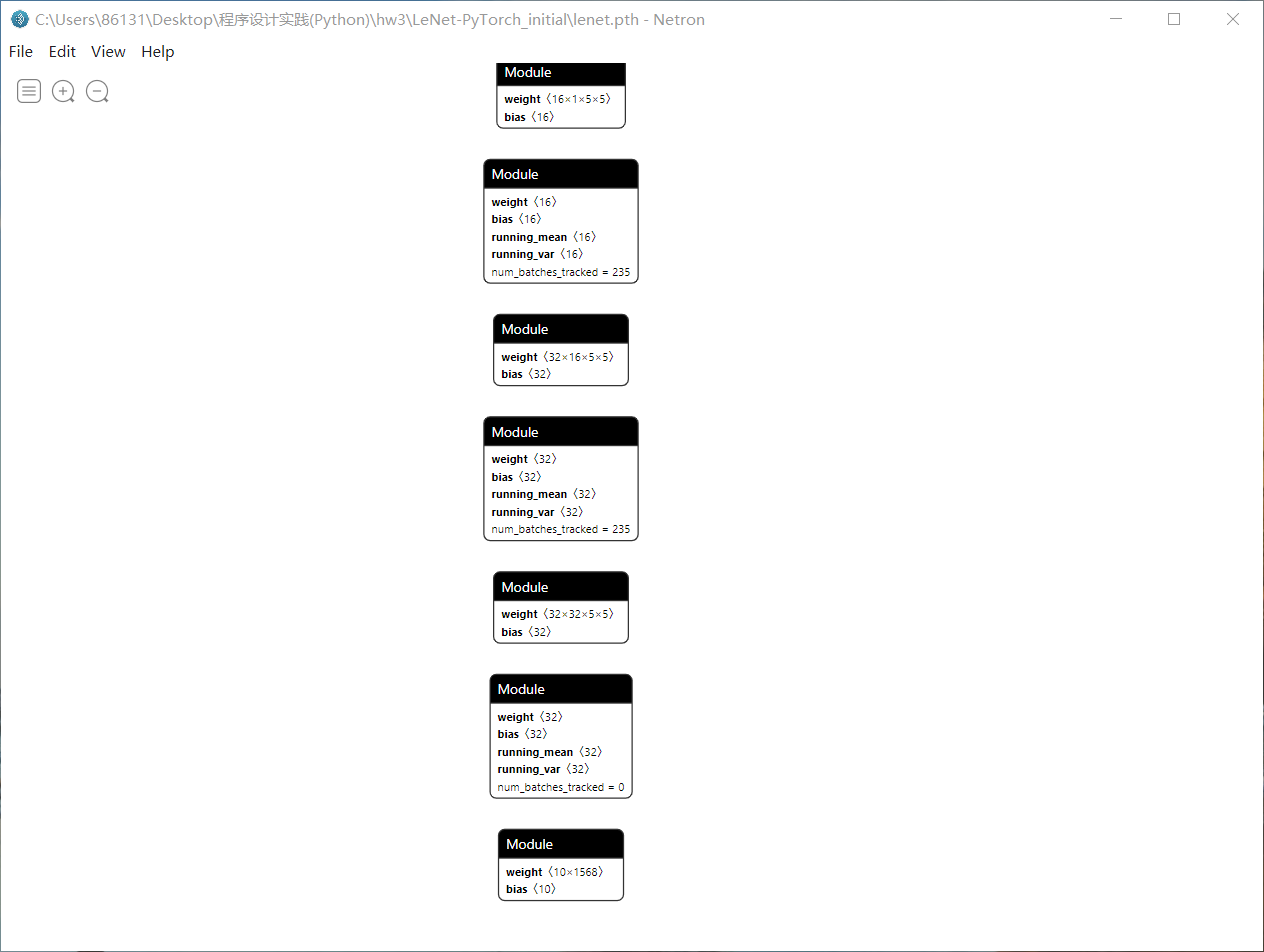 C:\Users\86131\Desktop\程序设计实践(Python)\hw3\LeNet-PyTorch_initial\lenet.pth - Netron
File Edit View Help
Module
weight 〈16×1×5×5〉
bias 〈16〉
Module
weight 〈16〉
bias 〈16〉
running_mean 〈16〉
running_var 〈16〉
num_batches_tracked = 235
Module
weight 〈32×16×5×5〉
bias 〈32〉
Module
weight 〈32〉
bias 〈32〉
running_mean 〈32〉
running_var 〈32〉
num_batches_tracked = 235
Module
weight 〈32×32×5×5〉
bias 〈32〉
Module
weight 〈32〉
bias 〈32〉
running_mean 〈32〉
running_var 〈32〉
num_batches_tracked = 0
Module
weight 〈10×1568〉
bias 〈10〉